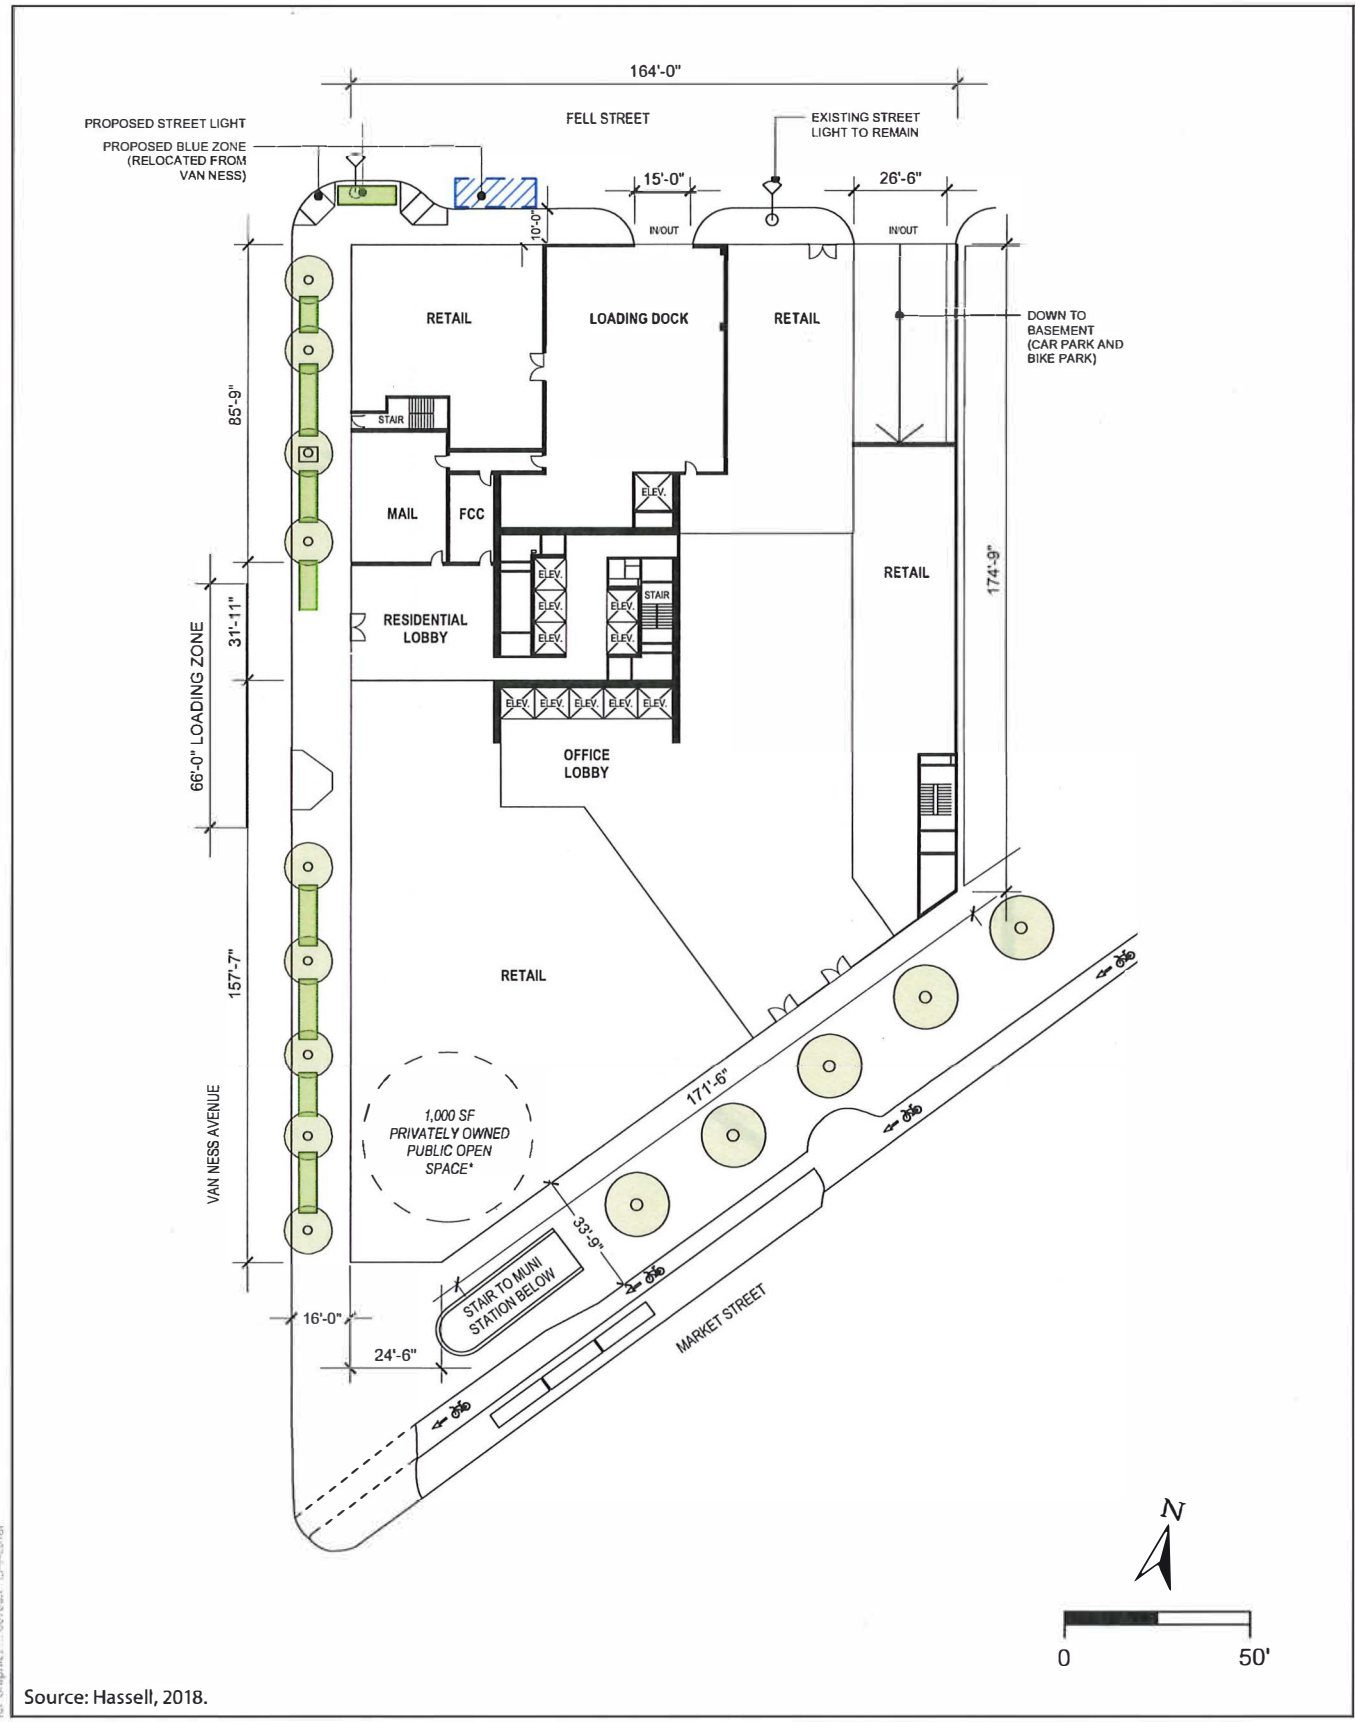 164'-0"
FELL STREET
PROPOSED STREET LIGHT
PROPOSED BLUE ZONE
(RELOCATED FROM
VAN NESS)
EXISTING STREET
LIGHT TO REMAIN
15'-0"
26'-6"
10'-0"
IN/OUT
IN/OUT
RETAIL
LOADING DOCK
RETAIL
DOWN TO
BASEMENT
(CAR PARK AND
BIKE PARK)
85'-9"
STAIR
ELEV.
MAIL
FCC
174'-9"
RETAIL
ELEV.
ELEV.
ELEV.
ELEV.
ELEV.
STAIR
RESIDENTIAL
LOBBY
31'-11"
66'-0" LOADING ZONE
ELEV.
ELEV.
ELEV.
ELEV.
ELEV.
OFFICE
LOBBY
157'-7"
RETAIL
171'-6"
VAN NESS AVENUE
1,000 SF
PRIVATELY OWNED
PUBLIC OPEN
SPACE*
33'-9"
STAIR TO MUNI
STATION BELOW
MARKET STREET
16'-0"
24'-6"
N
0 50'
Source: Hassell, 2018.